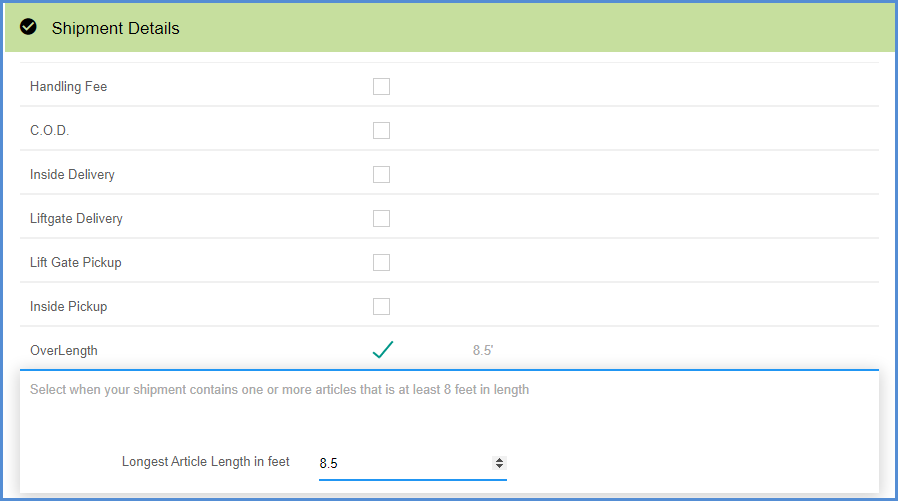 Shipment Details
Handling Fee
C.O.D.
Inside Delivery
Liftgate Delivery
Lift Gate Pickup
Inside Pickup
OverLength 8.5'
Select when your shipment contains one or more articles that is at least 8 feet in length
Longest Article Length in feet 8.5